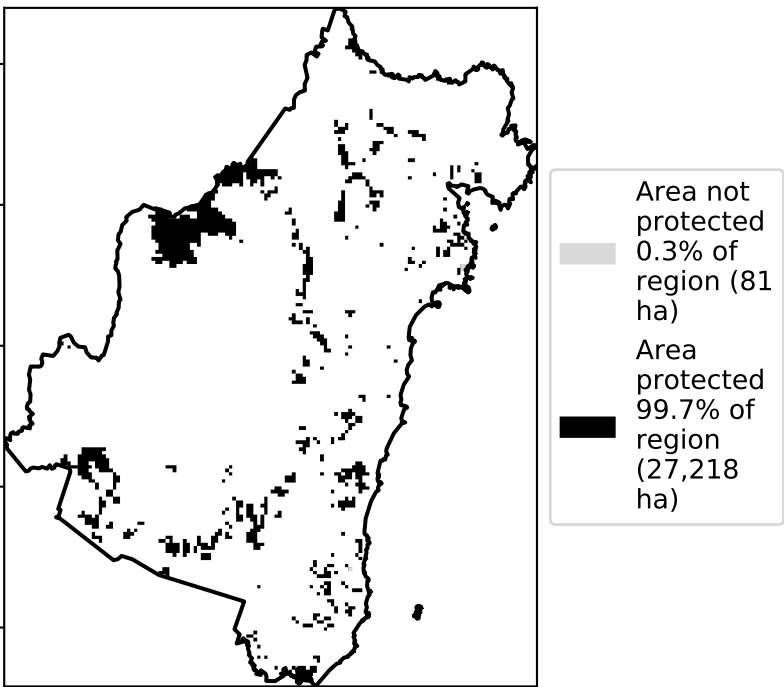 Area not
protected
0.3% of
region (81
ha)
Area
protected
99.7% of
region
(27,218
ha)